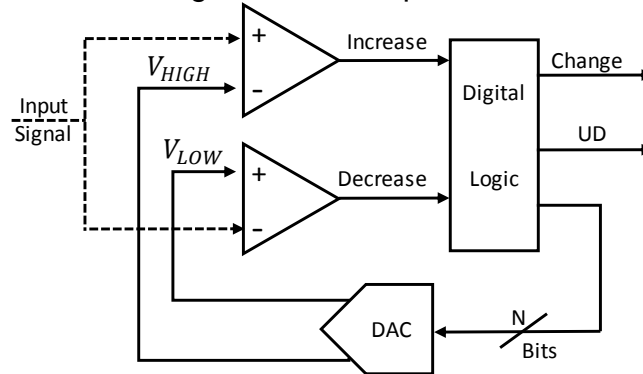 +
Increase
Change
V_HIGH
-
Digital
Input
Signal
UD
V_LOW
+
Decrease
Logic
-
DAC
N
Bits